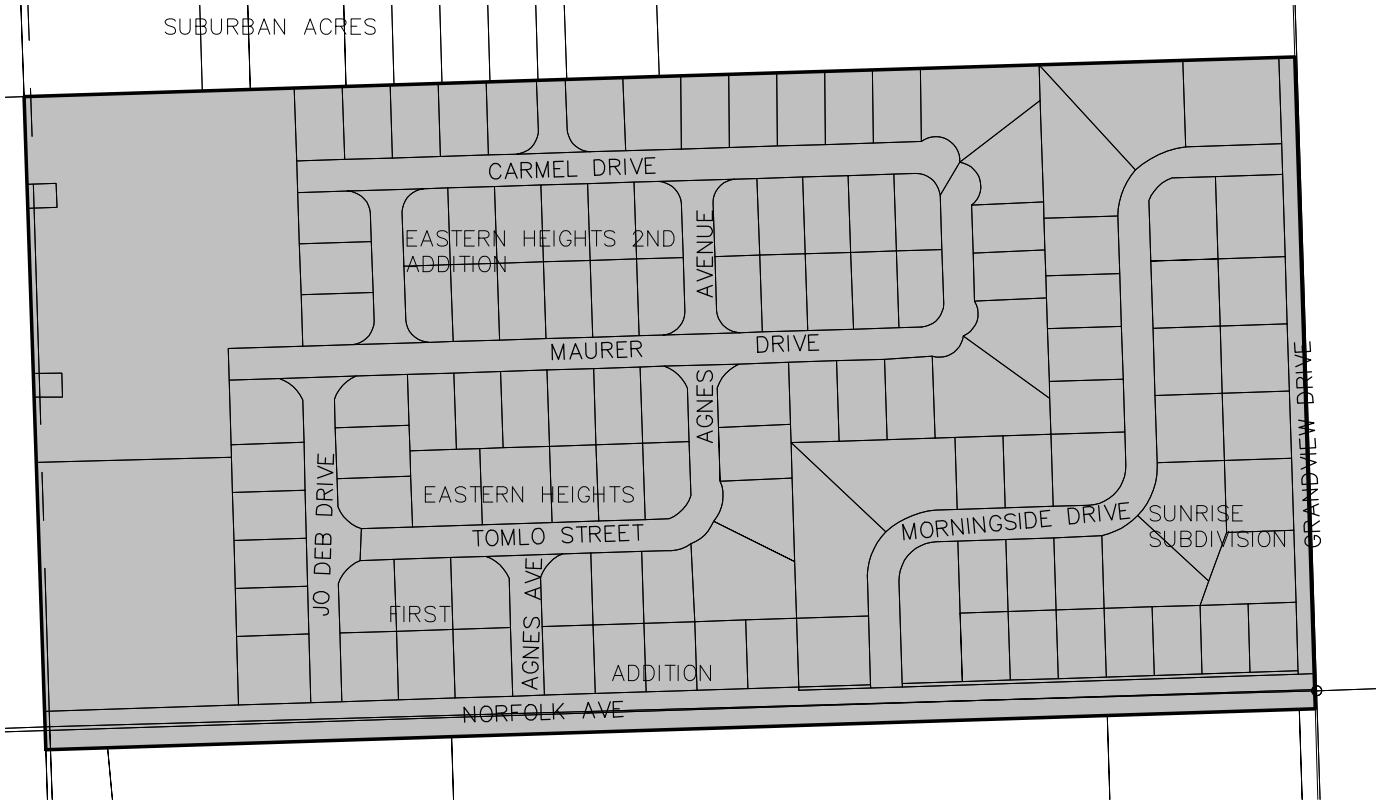 SUBURBAN ACRES
CARMEL DRIVE
EASTERN HEIGHTS 2ND
ADDITION
AVENUE
MAURER DRIVE
AGNES
GRANDVIEW DRIVE
JO DEB DRIVE
EASTERN HEIGHTS
TOMLO STREET
MORNINGSIDE DRIVE
SUNRISE
SUBDIVISION
AGNES AVE
FIRST
ADDITION
NORFOLK AVE